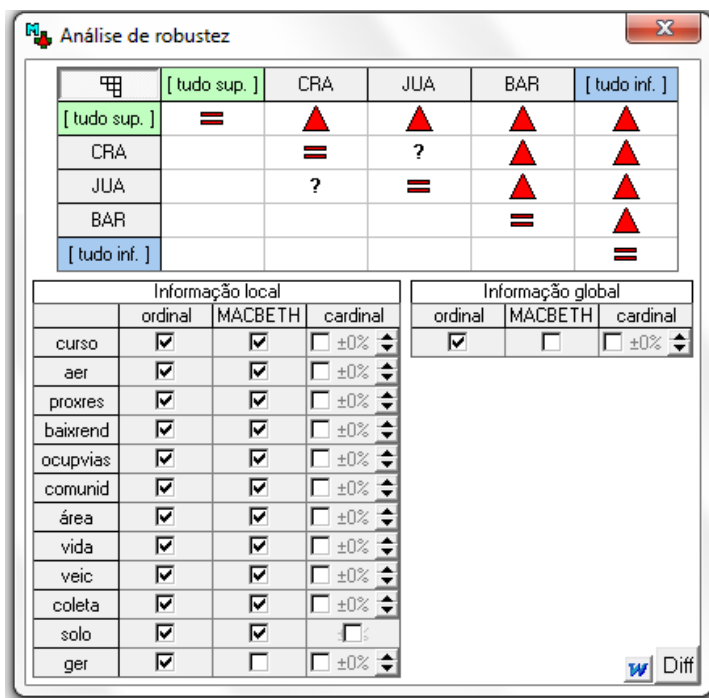 Análise de robustez
[ tudo sup. ] CRA JUA BAR [ tudo inf. ]
[ tudo sup. ]
CRA ?
JUA ?
BAR
[ tudo inf. ]
Informação local
ordinal MACBETH cardinal
curso ±0%
aer ±0%
proxres ±0%
baixrend ±0%
ocupvias ±0%
comunid ±0%
área ±0%
vida ±0%
veic ±0%
coleta ±0%
solo
ger ±0%
Informação global
ordinal MACBETH cardinal
±0%
W Diff